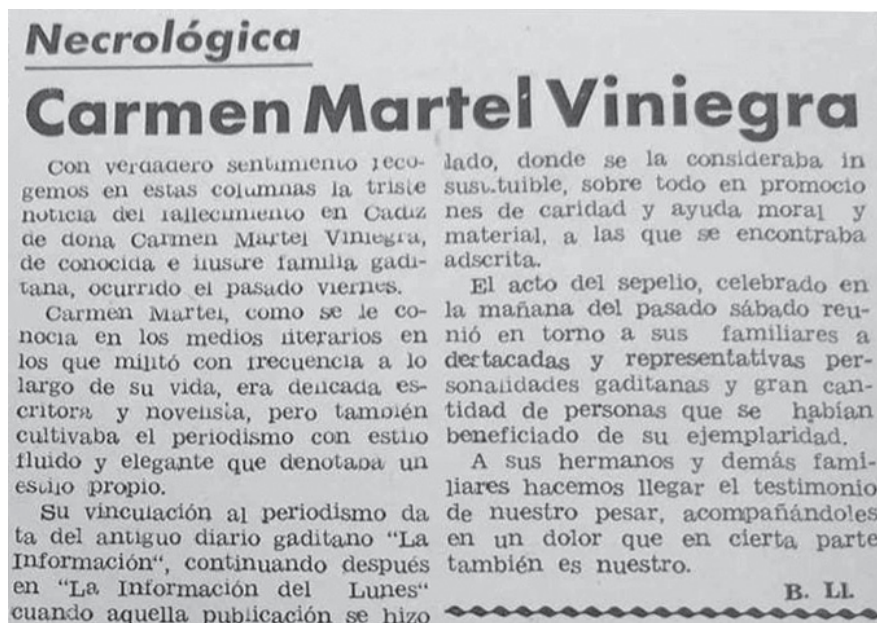 Necrológica
Carmen Martel Viniegra
Con verdadero sentimiento reco-
gemos en estas columnas la triste
noticia del fallecimiento en Cádiz
de doña Carmen Martel Viniegra,
de conocida e ilustre familia gadi-
tana, ocurrido el pasado viernes.
Carmen Martel, como se le co-
nocía en los medios literarios en
los que militó con frecuencia a lo
largo de su vida, era delicada es-
critora y novelista, pero también
cultivaba el periodismo con estilo
fluido y elegante que denotaba un
estilo propio.
Su vinculación al periodismo da
ta del antiguo diario gaditano "La
Información", continuando después
en "La Información del Lunes"
cuando aquella publicación se hizo
lado, donde se la consideraba in
sustituible, sobre todo en promocio
nes de caridad y ayuda moral y
material, a las que se encontraba
adscrita.
El acto del sepelio, celebrado en
la mañana del pasado sábado reu-
nió en torno a sus familiares a
dertacadas y representativas per-
sonalidades gaditanas y gran can-
tidad de personas que se habían
beneficiado de su ejemplaridad.
A sus hermanos y demás fami-
liares hacemos llegar el testimonio
de nuestro pesar, acompañándoles
en un dolor que en cierta parte
también es nuestro.
B. Ll.